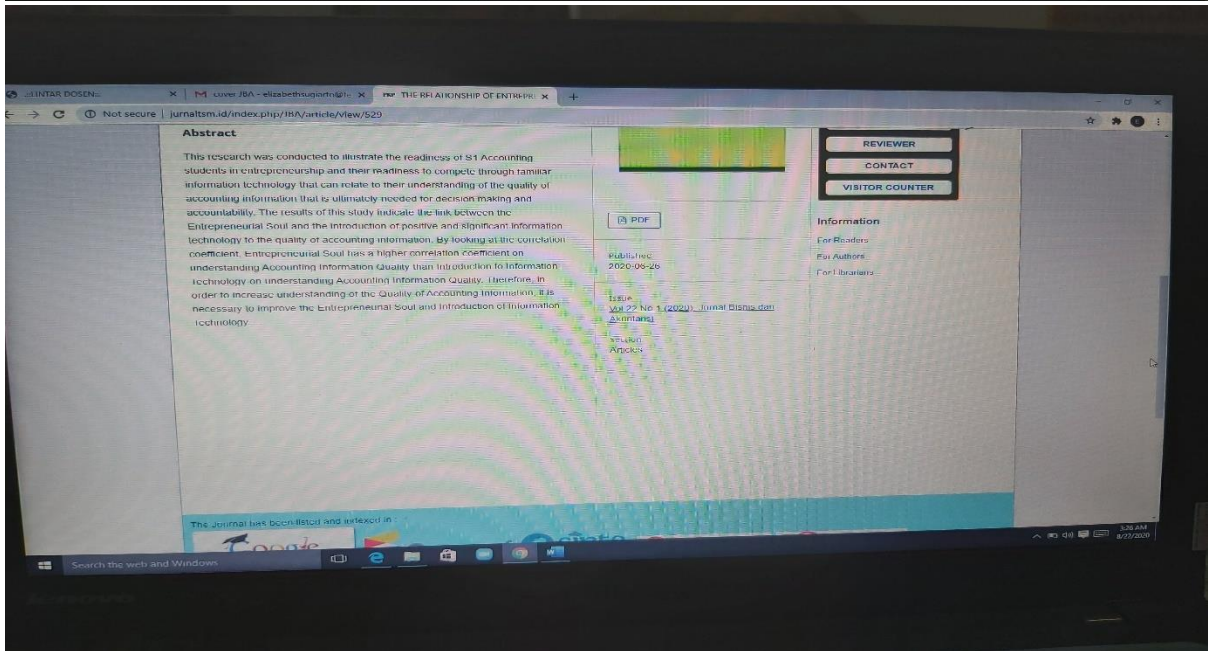 INTAR DOSEN
cover JBA - elizabethsugiarto@
THE RELATIONSHIP OF ENTREPRE
Not secure | jurnaltsm.id/index.php/JBA/article/view/529
Abstract
This research was conducted to illustrate the readiness of S1 Accounting
students in entrepreneurship and their readiness to compete through familiar
information technology that can relate to their understanding of the quality of
accounting information that is ultimately needed for decision making and
accountability. The results of this study indicate the link between the
Entrepreneurial Soul and the introduction of positive and significant information
technology to the quality of accounting information. By looking at the correlation
coefficient, Entrepreneurial Soul has a higher correlation coefficient on
understanding Accounting Information Quality than Introduction to Information
Technology on understanding Accounting Information Quality. Therefore, in
order to increase understanding of the Quality of Accounting Information, it is
necessary to improve the Entrepreneurial Soul and Introduction of Information
Technology
PDF
Published
2020-06-26
Issue
Vol 22 No 1 (2020): Jurnal Bisnis dan
Akuntansi
Section
Articles
REVIEWER
CONTACT
VISITOR COUNTER
Information
For Readers
For Authors
For Librarians
The Journal has been listed and indexed in :
Google
Search the web and Windows
3:26 AM
8/27/2020